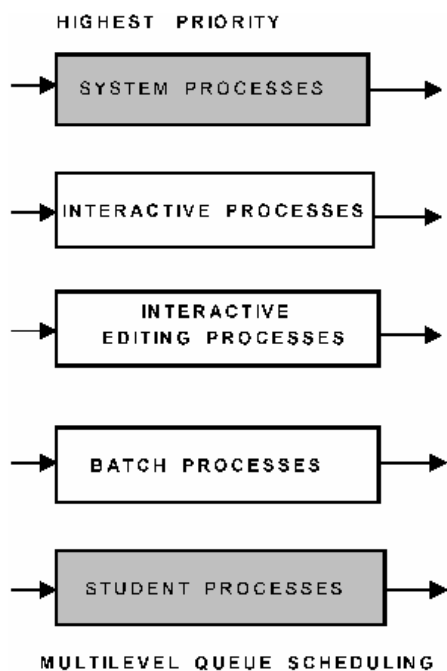 HIGHEST PRIORITY
SYSTEM PROCESSES
INTERACTIVE PROCESSES
INTERACTIVE
EDITING PROCESSES
BATCH PROCESSES
STUDENT PROCESSES
MULTILEVEL QUEUE SCHEDULING